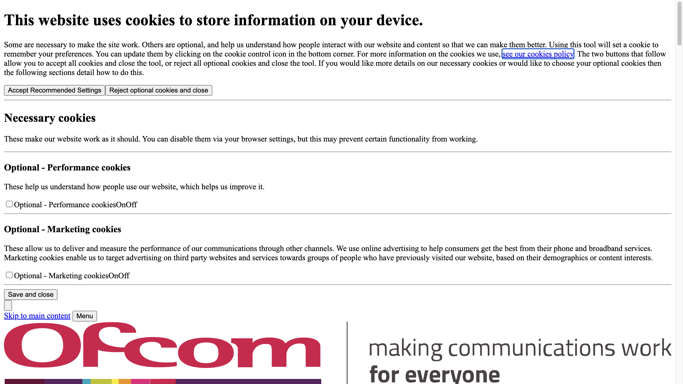 This website uses cookies to store information on your device.
Some are necessary to make the site work. Others are optional, and help us understand how people interact with our website and content so that we can make them better. Using this tool will set a cookie to
remember your preferences. You can update them by clicking on the cookie control icon in the bottom corner. For more information on the cookies we use, see our cookies policy. The two buttons that follow
allow you to accept all cookies and close the tool, or reject all optional cookies and close the tool. If you would like more details on our necessary cookies or would like to choose your optional cookies then
the following sections detail how to do this.
Accept Recommended Settings Reject optional cookies and close
Necessary cookies
These make our website work as it should. You can disable them via your browser settings, but this may prevent certain functionality from working.
Optional - Performance cookies
These help us understand how people use our website, which helps us improve it.
Optional - Performance cookiesOnOff
Optional - Marketing cookies
These allow us to deliver and measure the performance of our communications through other channels. We use online advertising to help consumers get the best from their phone and broadband services.
Marketing cookies enable us to target advertising on third party websites and services towards groups of people who have previously visited our website, based on their demographics or content interests.
Optional - Marketing cookiesOnOff
Save and close
Skip to main content Menu
Ofcom making communications work
for everyone